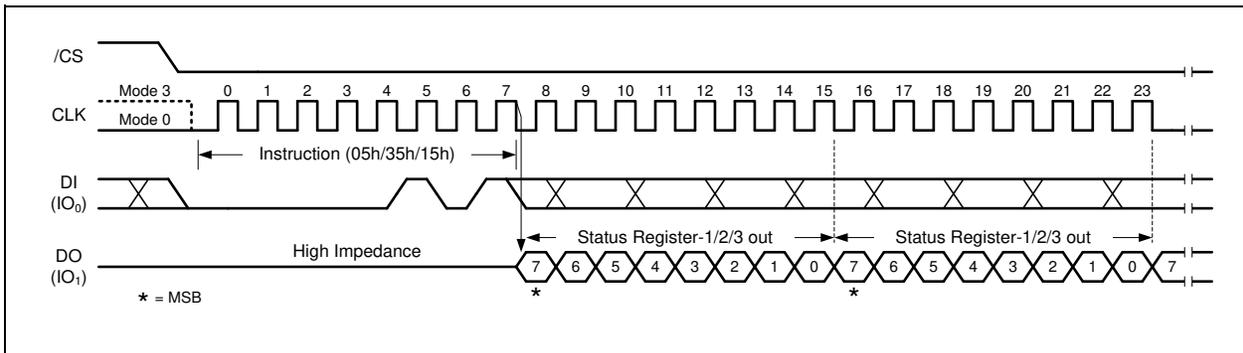 /CS
Mode 3
CLK
Mode 0
0 1 2 3 4 5 6 7 8 9 10 11 12 13 14 15 16 17 18 19 20 21 22 23
Instruction (05h/35h/15h)
DI
(IO₀)
Status Register-1/2/3 out Status Register-1/2/3 out
High Impedance
DO
(IO₁)
7 6 5 4 3 2 1 0 7 6 5 4 3 2 1 0 7
* *
* = MSB